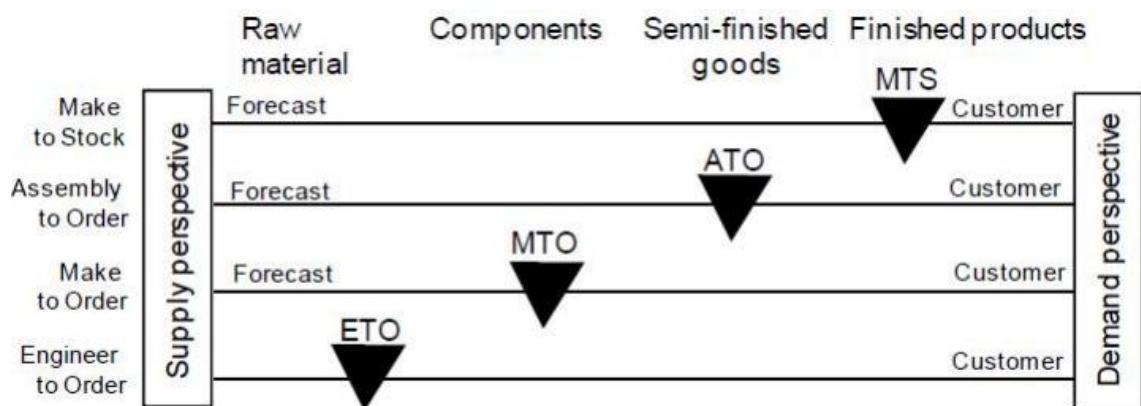 Raw
material
Components
Semi-finished
goods
Finished products
Make
to Stock
Forecast
MTS
Customer
Assembly
to Order
Forecast
ATO
Customer
Make
to Order
Forecast
MTO
Customer
Engineer
to Order
ETO
Customer
Supply perspective
Demand perspective